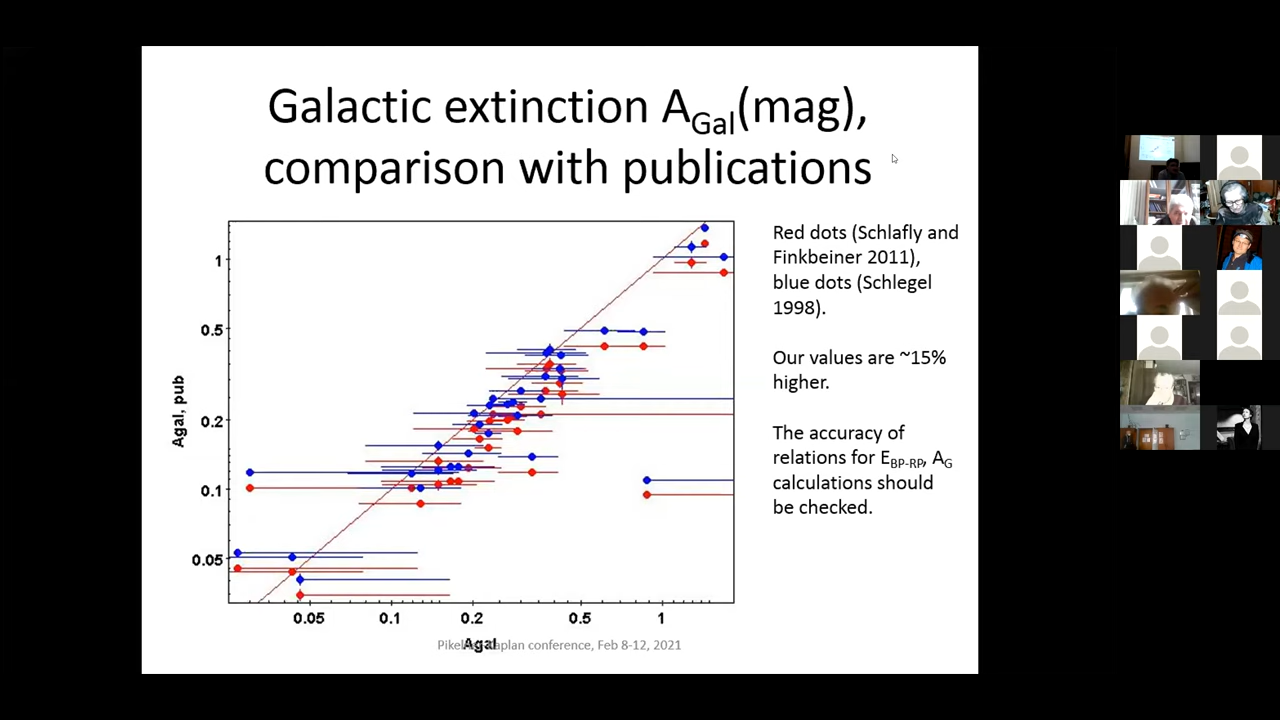 Galactic extinction AGal(mag),
comparison with publications
Red dots (Schlafly and
Finkbeiner 2011),
blue dots (Schlegel
1998).
Our values are ~15%
higher.
The accuracy of
relations for EBP-RP, AG
calculations should
be checked.
Agal, pub
1
0.5
0.2
0.1
0.05
0.05 0.1 0.2 0.5 1
Agal
conference, Feb 8-12, 2021